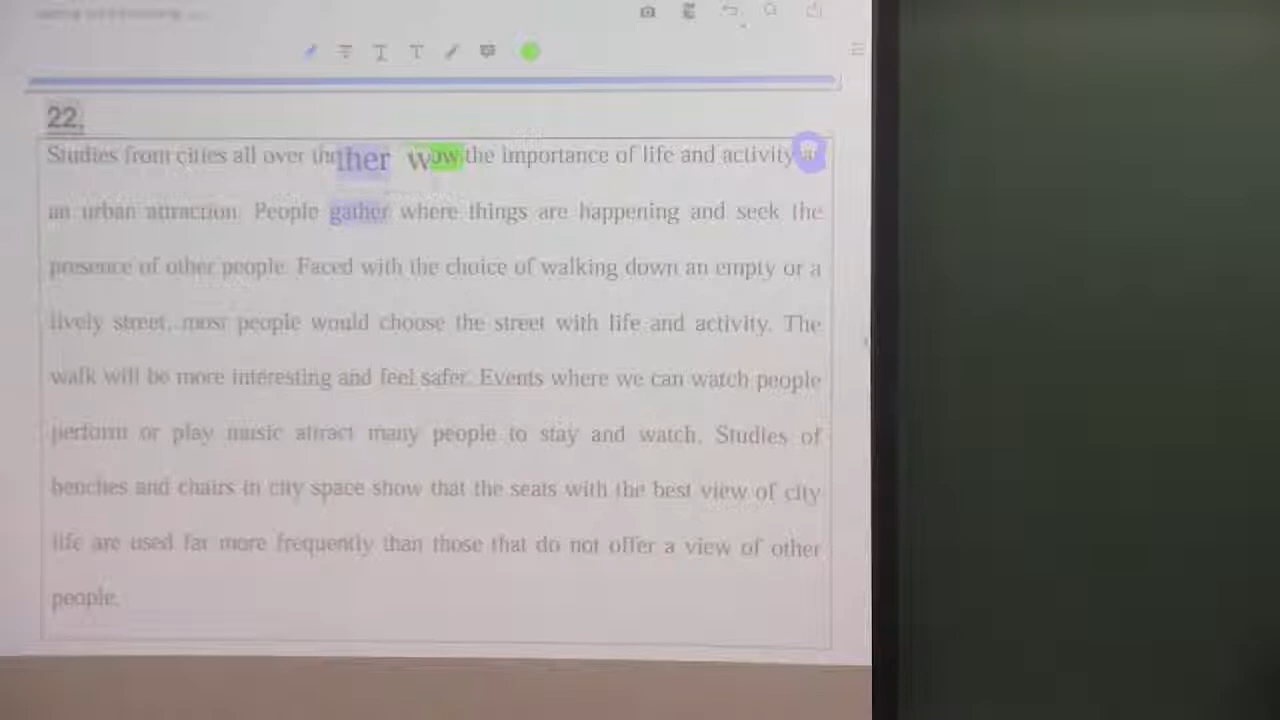 22.
Studies from cities all over the ther w ow the importance of life and activity as
an urban attraction. People gather where things are happening and seek the
presence of other people. Faced with the choice of walking down an empty or a
lively street, most people would choose the street with life and activity. The
walk will be more interesting and feel safer. Events where we can watch people
perform or play music attract many people to stay and watch. Studies of
benches and chairs in city space show that the seats with the best view of city
life are used far more frequently than those that do not offer a view of other
people.